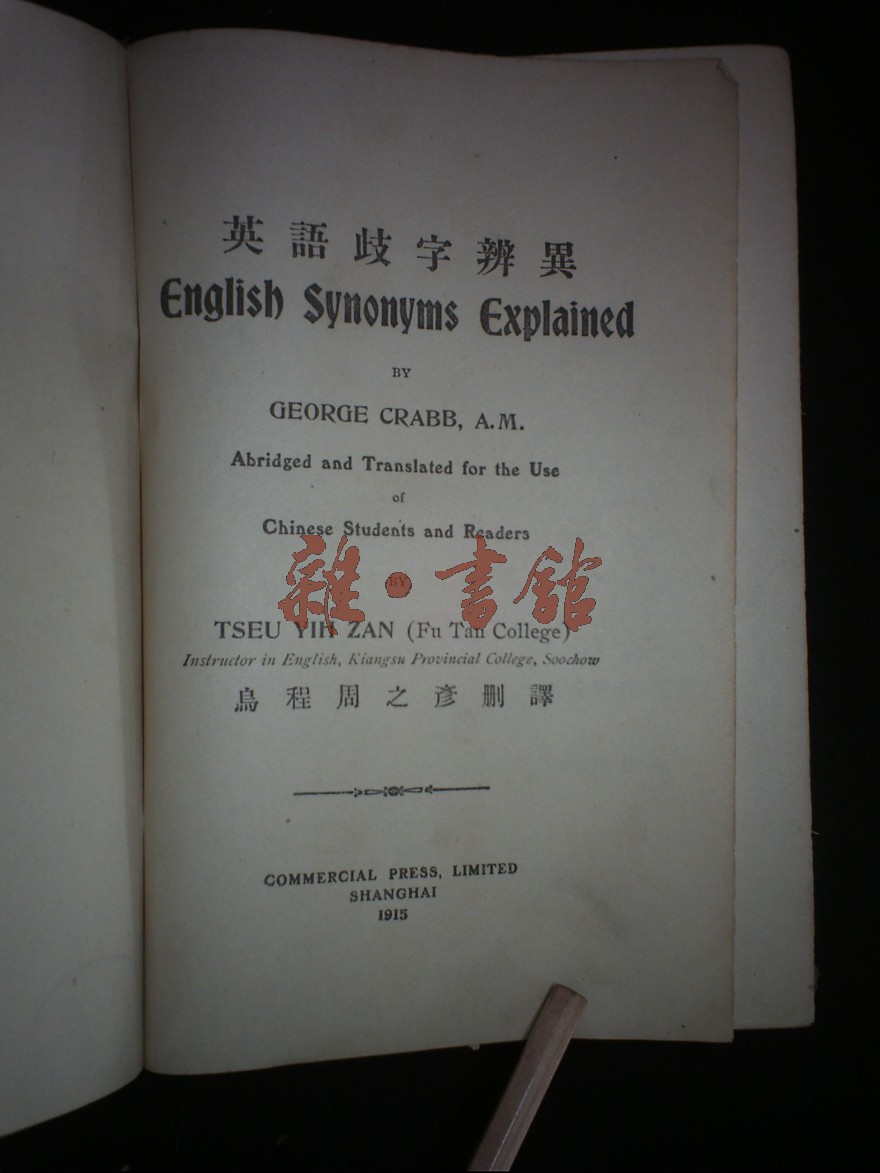 英語歧字辨異
English Synonyms Explained
BY
GEORGE CRABB, A.M.
Abridged and Translated for the Use
of
Chinese Students and Readers
BY
雜·書館
TSEU YIH ZAN (Fu Tan College)
Instructor in English, Kiangsu Provincial College, Soochow
烏程周之彥刪譯
COMMERCIAL PRESS, LIMITED
SHANGHAI
1915